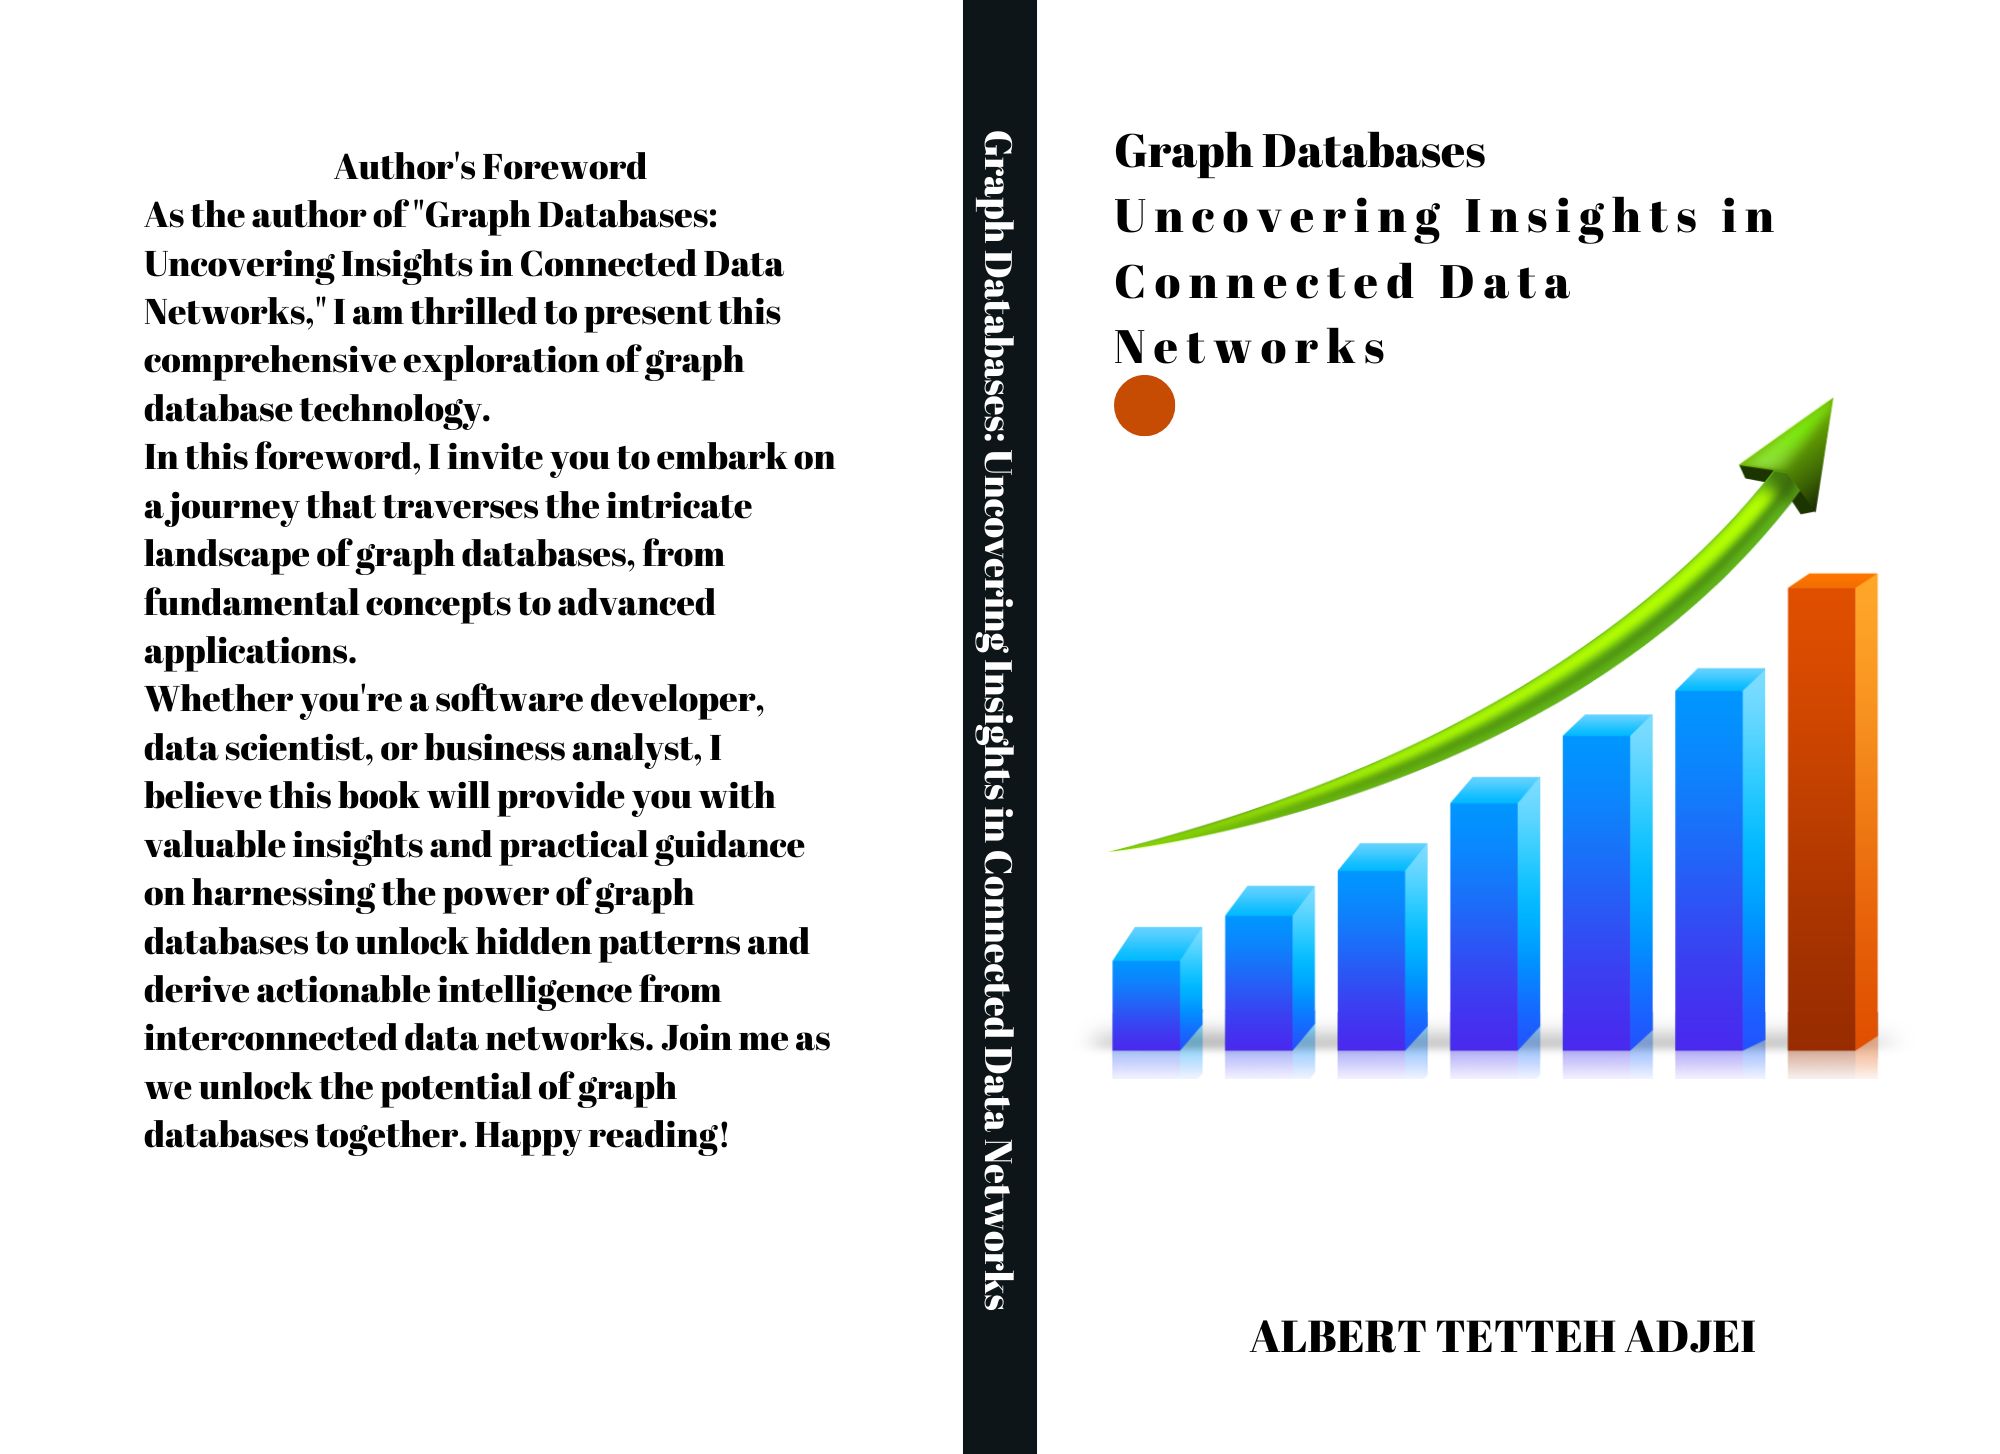 Author's Foreword
As the author of "Graph Databases:
Uncovering Insights in Connected Data
Networks," I am thrilled to present this
comprehensive exploration of graph
database technology.
In this foreword, I invite you to embark on
a journey that traverses the intricate
landscape of graph databases, from
fundamental concepts to advanced
applications.
Whether you're a software developer,
data scientist, or business analyst, I
believe this book will provide you with
valuable insights and practical guidance
on harnessing the power of graph
databases to unlock hidden patterns and
derive actionable intelligence from
interconnected data networks. Join me as
we unlock the potential of graph
databases together. Happy reading!
Graph Databases: Uncovering Insights in Connected Data Networks
Graph Databases
Uncovering Insights in
Connected Data
Networks
ALBERT TETTEH ADJEI